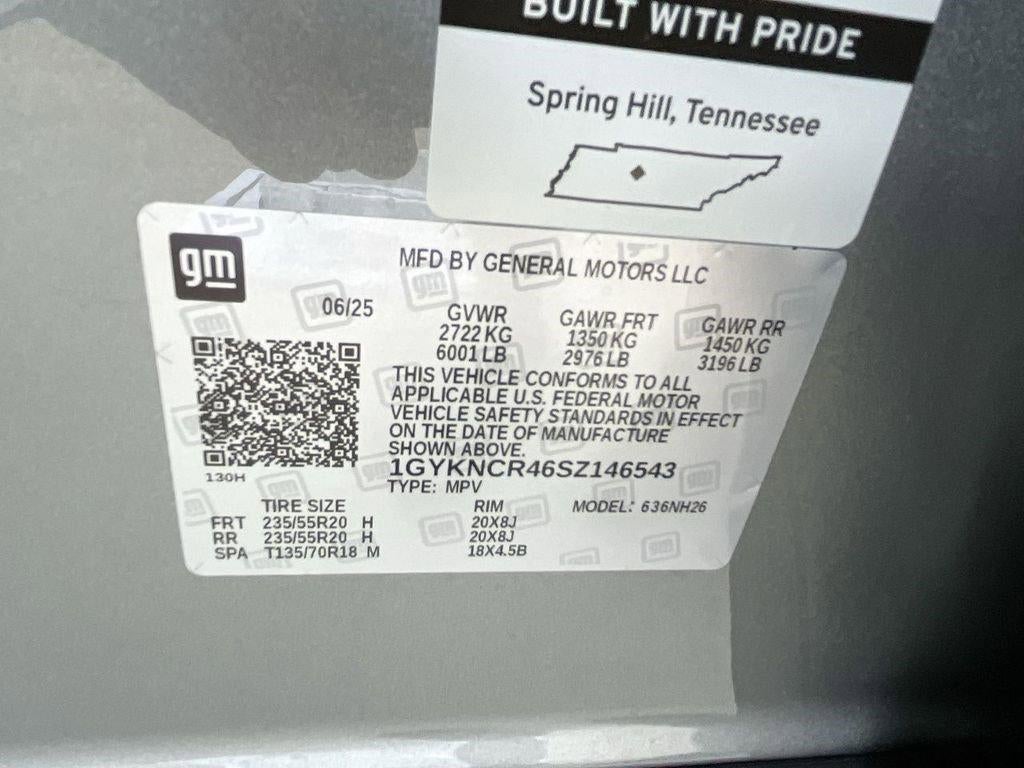 BUILT WITH PRIDE
Spring Hill, Tennessee
gm
MFD BY GENERAL MOTORS LLC
06/25
GVWR
2722 KG
6001 LB
GAWR FRT
1350 KG
2976 LB
GAWR RR
1450 KG
3196 LB
THIS VEHICLE CONFORMS TO ALL
APPLICABLE U.S. FEDERAL MOTOR
VEHICLE SAFETY STANDARDS IN EFFECT
ON THE DATE OF MANUFACTURE
SHOWN ABOVE.
1GYKNCR46SZ146543
130H
TYPE: MPV
TIRE SIZE RIM MODEL: 636NH26
FRT 235/55R20 H 20X8J
RR 235/55R20 H 20X8J
SPA T135/70R18 M 18X4.5B